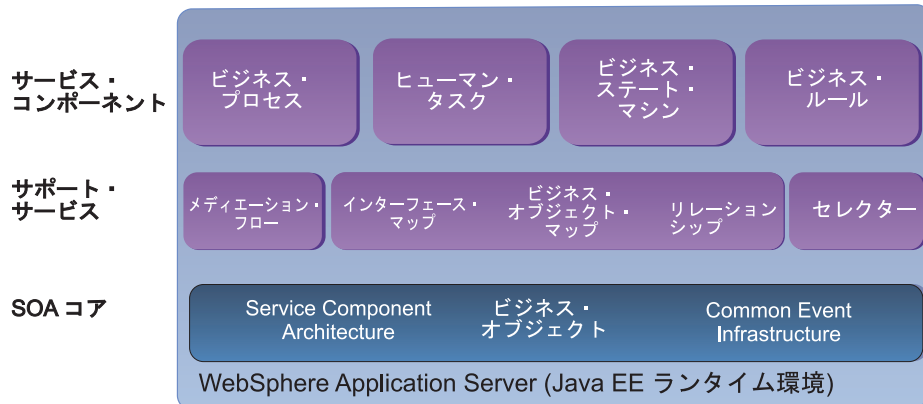 サービス・
コンポーネント
ビジネス・
プロセス
ヒューマン・
タスク
ビジネス・
ステート・
マシン
ビジネス・
ルール
サポート・
サービス
メディエーション・
フロー
インターフェース・
マップ
ビジネス・
オブジェクト・
マップ
リレーション
シップ
セレクター
SOA コア
Service Component
Architecture
ビジネス・
オブジェクト
Common Event
Infrastructure
WebSphere Application Server (Java EE ランタイム環境)